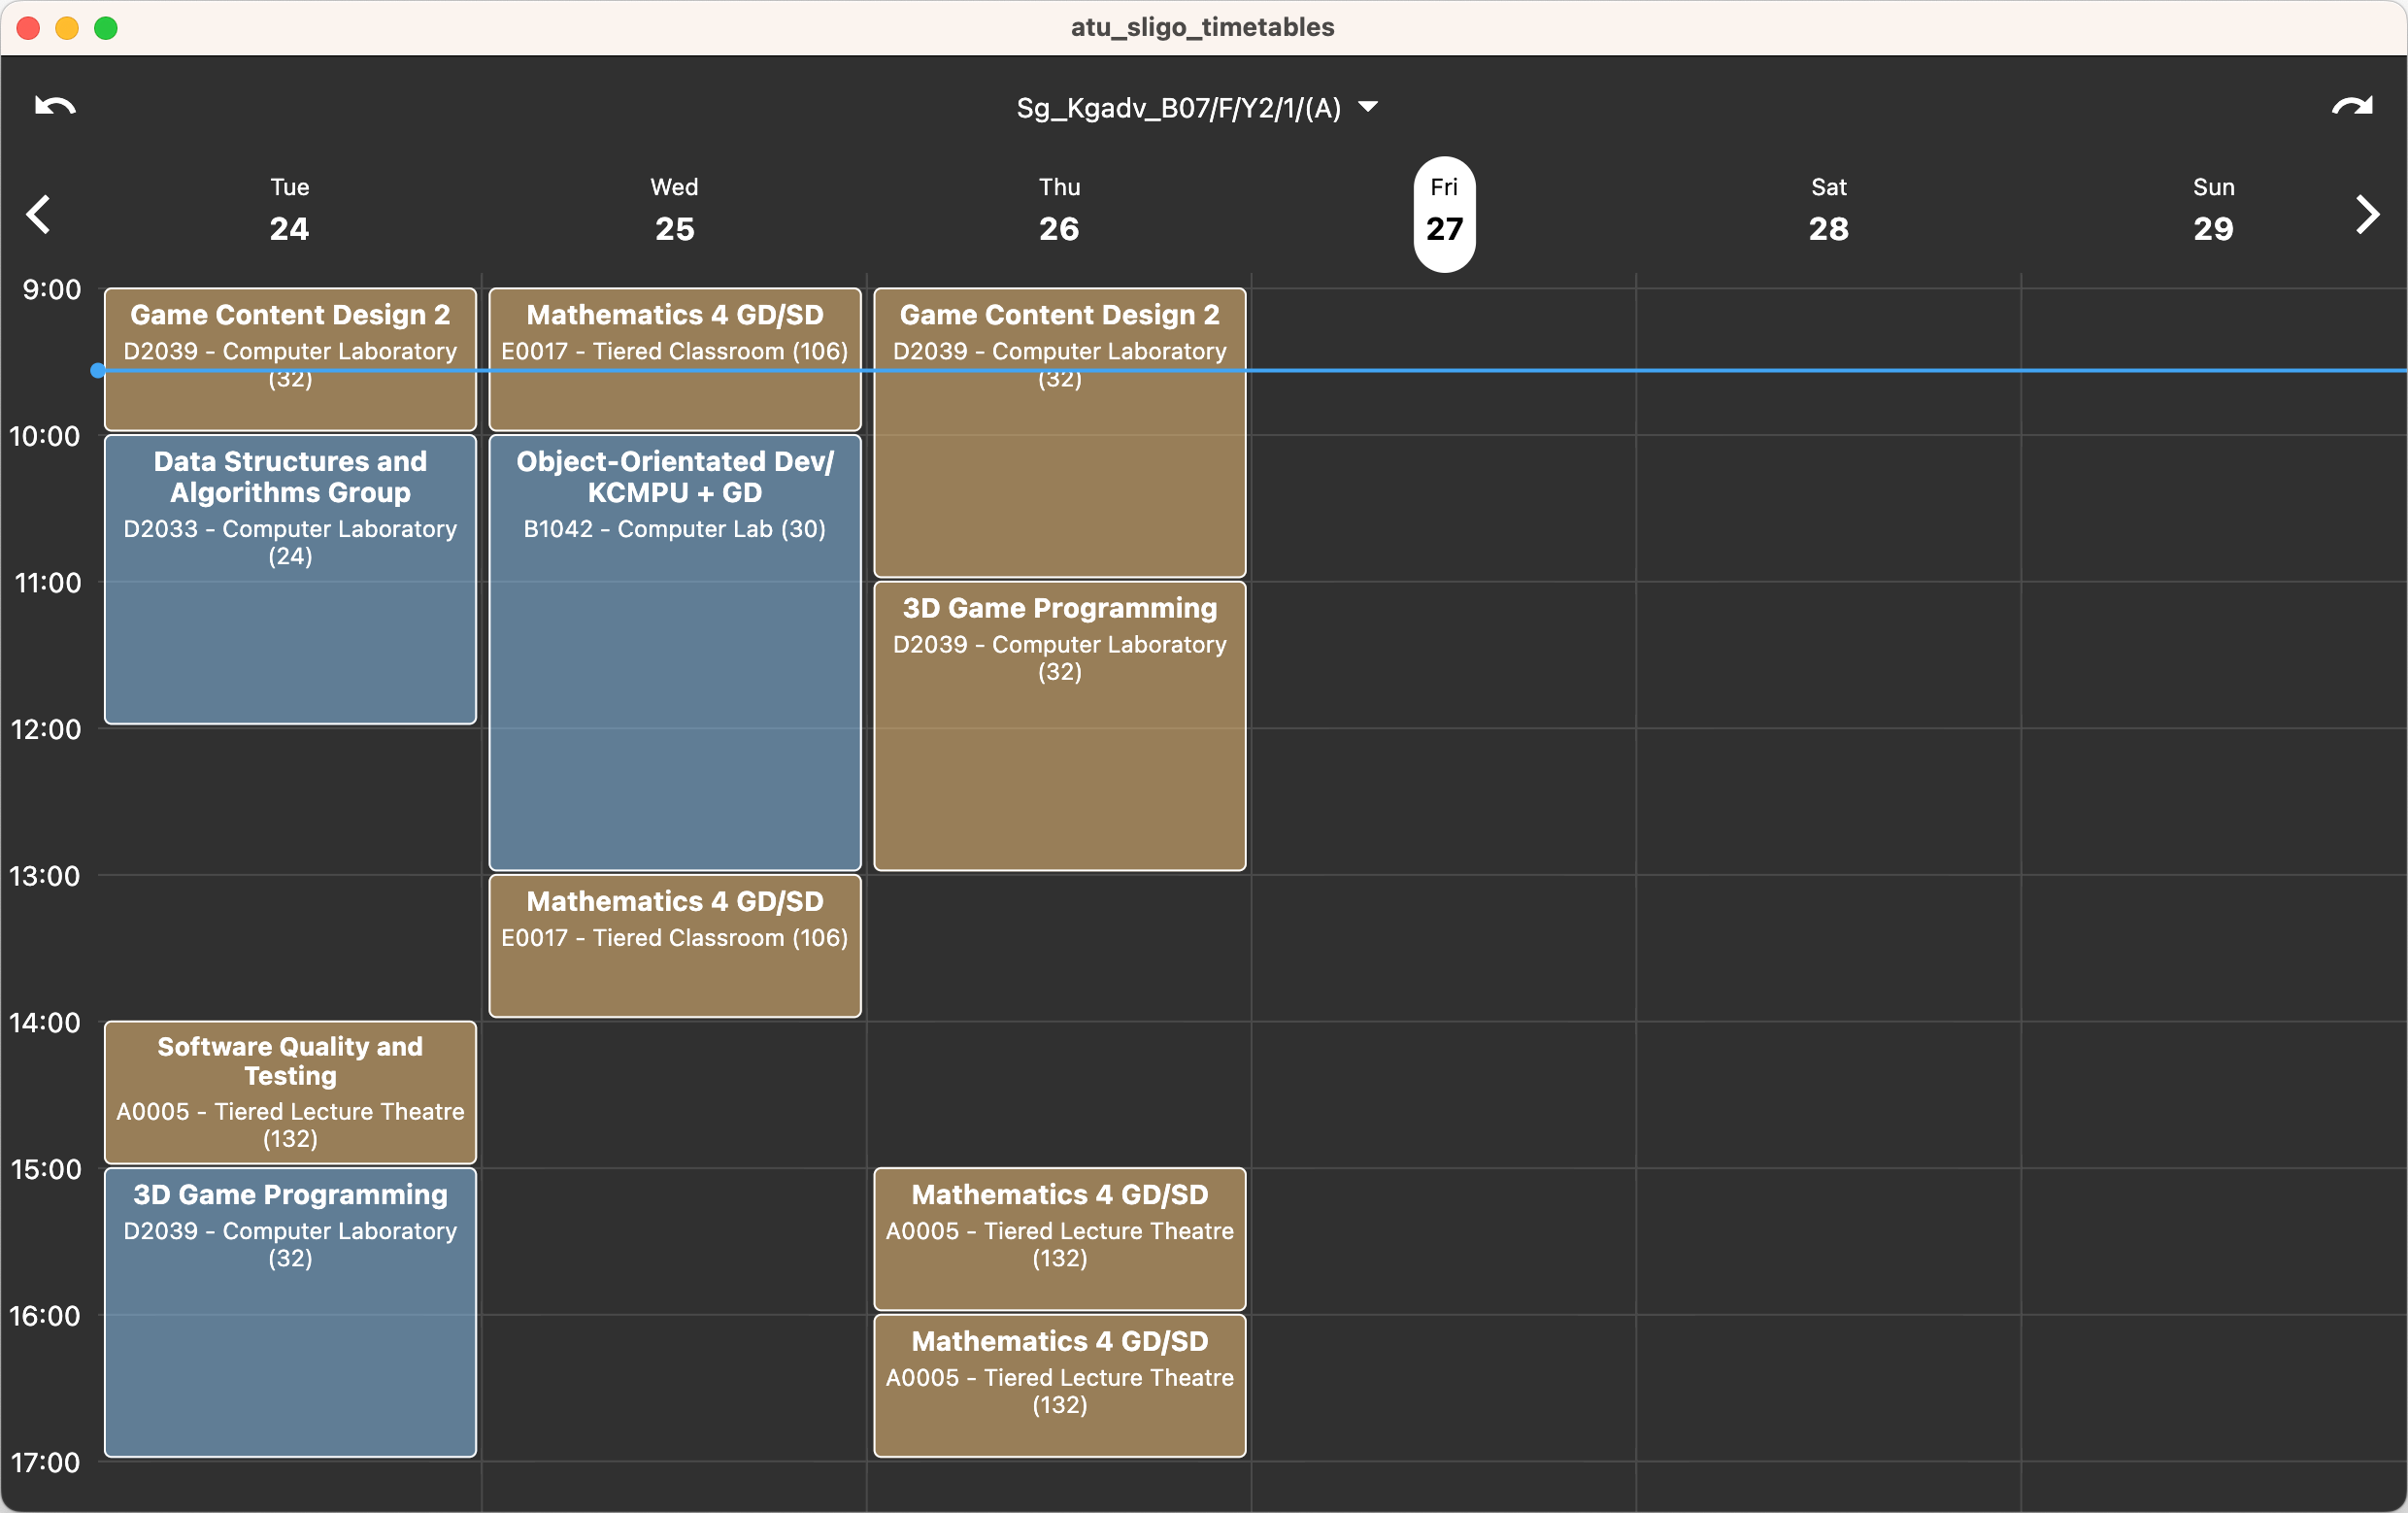 atu_sligo_timetables
Sg_Kgadv_B07/F/Y2/1/(A)
Tue
24
Wed
25
Thu
26
Fri
27
Sat
28
Sun
29
9:00
10:00
11:00
12:00
13:00
14:00
15:00
16:00
17:00
Game Content Design 2
D2039 - Computer Laboratory
(32)
Data Structures and
Algorithms Group
D2033 - Computer Laboratory
(24)
Software Quality and
Testing
A0005 - Tiered Lecture Theatre
(132)
3D Game Programming
D2039 - Computer Laboratory
(32)
Mathematics 4 GD/SD
E0017 - Tiered Classroom (106)
Object-Orientated Dev/
KCMPU + GD
B1042 - Computer Lab (30)
Mathematics 4 GD/SD
E0017 - Tiered Classroom (106)
Game Content Design 2
D2039 - Computer Laboratory
(32)
3D Game Programming
D2039 - Computer Laboratory
(32)
Mathematics 4 GD/SD
A0005 - Tiered Lecture Theatre
(132)
Mathematics 4 GD/SD
A0005 - Tiered Lecture Theatre
(132)